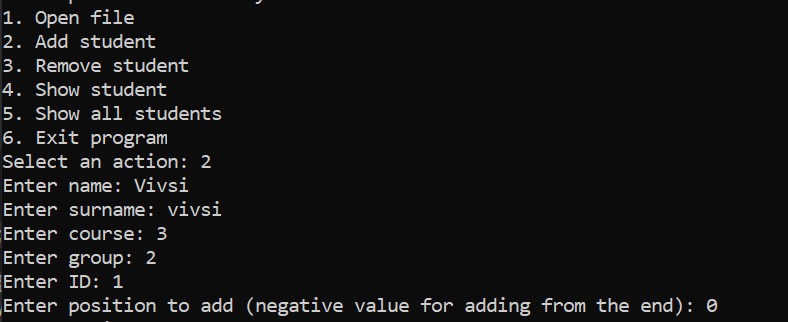 1. Open file
2. Add student
3. Remove student
4. Show student
5. Show all students
6. Exit program
Select an action: 2
Enter name: Vivsi
Enter surname: vivsi
Enter course: 3
Enter group: 2
Enter ID: 1
Enter position to add (negative value for adding from the end): 0